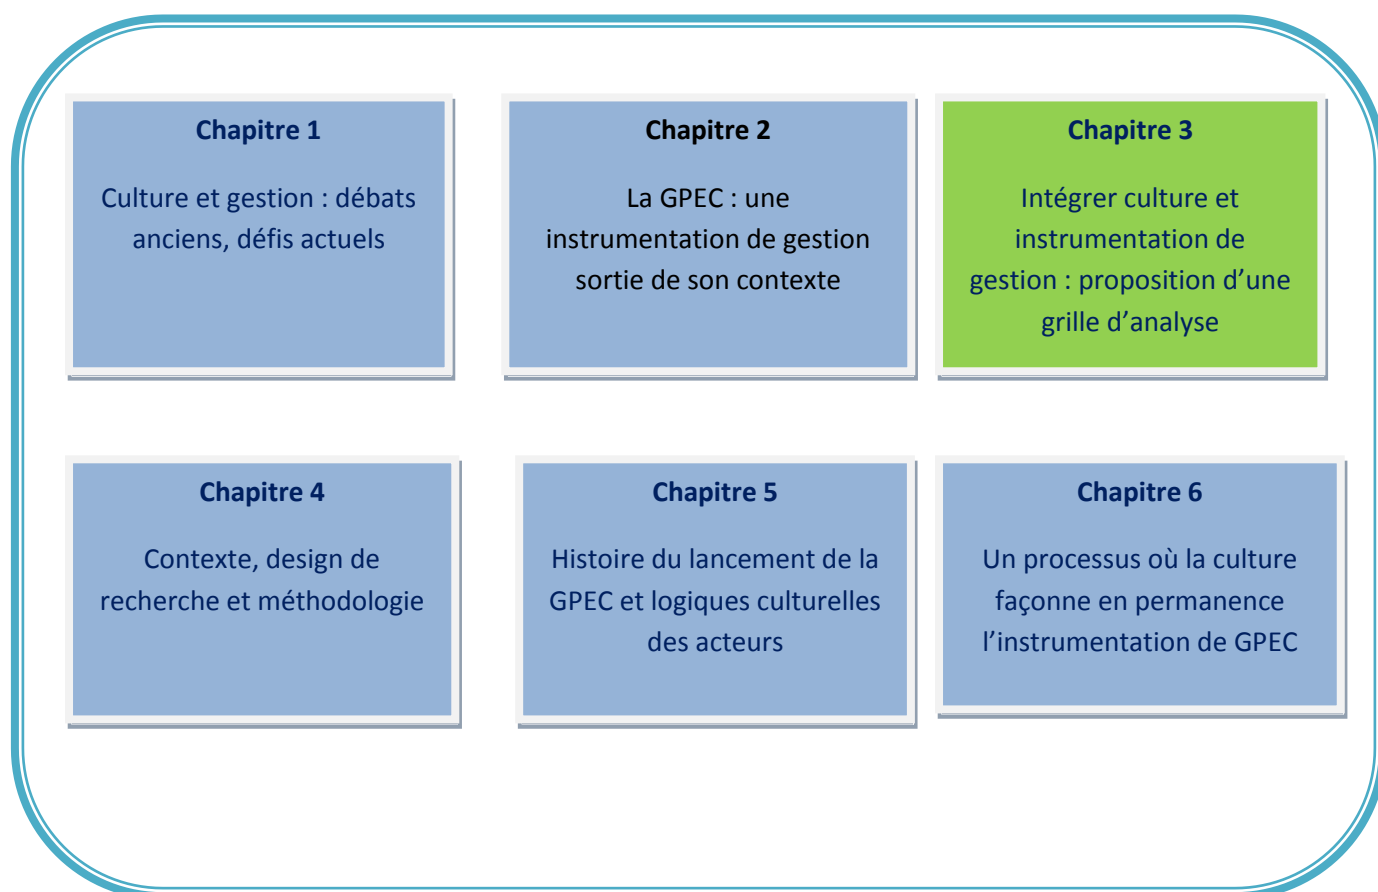 Chapitre 1
Culture et gestion : débats
anciens, défis actuels
Chapitre 2
La GPEC : une
instrumentation de gestion
sortie de son contexte
Chapitre 3
Intégrer culture et
instrumentation de
gestion : proposition d’une
grille d’analyse
Chapitre 4
Contexte, design de
recherche et méthodologie
Chapitre 5
Histoire du lancement de la
GPEC et logiques culturelles
des acteurs
Chapitre 6
Un processus où la culture
façonne en permanence
l’instrumentation de GPEC